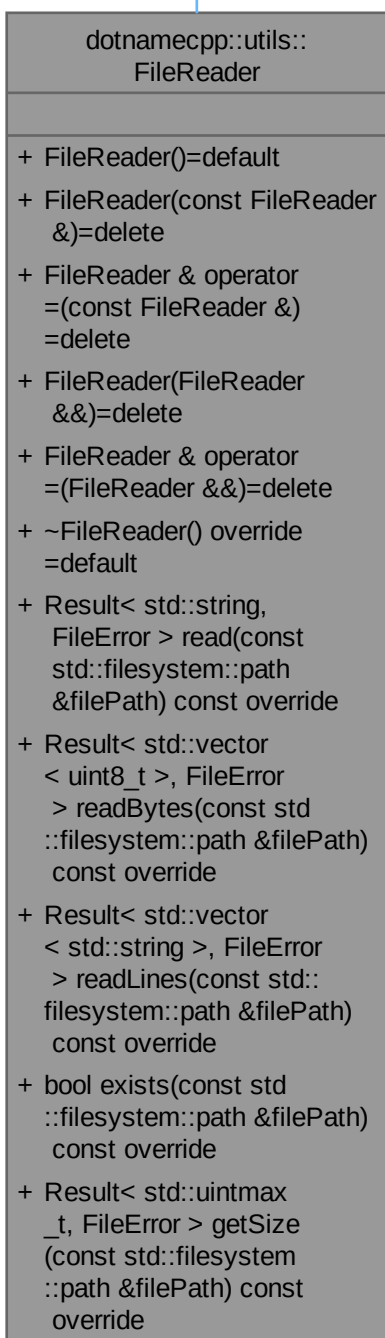 dotnamecpp::utils::
FileReader
+ FileReader()=default
+ FileReader(const FileReader
&)=delete
+ FileReader & operator
=(const FileReader &)
=delete
+ FileReader(FileReader
&&)=delete
+ FileReader & operator
=(FileReader &&)=delete
+ ~FileReader() override
=default
+ Result< std::string,
FileError > read(const
std::filesystem::path
&filePath) const override
+ Result< std::vector
< uint8_t >, FileError
> readBytes(const std
::filesystem::path &filePath)
const override
+ Result< std::vector
< std::string >, FileError
> readLines(const std::
filesystem::path &filePath)
const override
+ bool exists(const std
::filesystem::path &filePath)
const override
+ Result< std::uintmax
_t, FileError > getSize
(const std::filesystem
::path &filePath) const
override